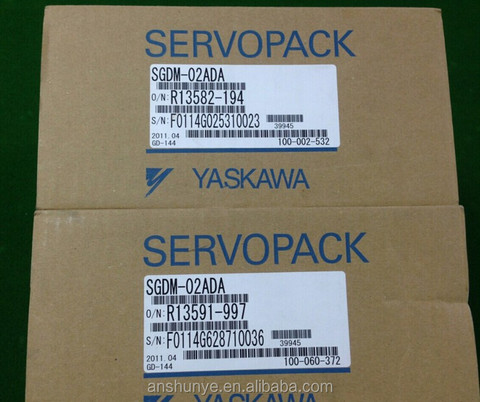 SERVOPACK
SGDM-02ADA
O/N: R13582-194
S/N: F0114G025310023
39945
2011.04
GD-144 100-002-532
YASKAWA
SERVOPACK
SGDM-02ADA
O/N: R13591-997
S/N: F0114G628710036
39945
2011.04
GD-144 100-060-372
YASKAWA
anshunye.en.alibaba.com